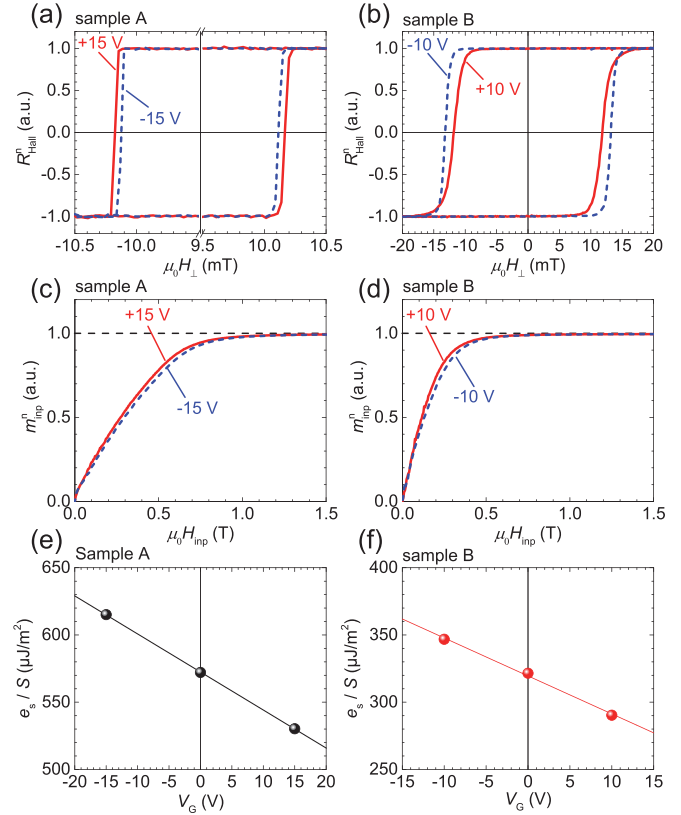 (a) sample A
+15 V
-15 V
1.0
0.5
0.0
-0.5
-1.0
R^n_Hall (a.u.)
-10.5 -10.0 9.5 10.0 10.5
μ₀H⊥ (mT)
(b) sample B
-10 V
+10 V
1.0
0.5
0.0
-0.5
-1.0
R^n_Hall (a.u.)
-20 -15 -10 -5 0 5 10 15 20
μ₀H⊥ (mT)
(c) sample A
+15 V
-15 V
1.0
0.5
0.0
m^n_inp (a.u.)
0.0 0.5 1.0 1.5
μ₀H_inp (T)
(d) sample B
+10 V
-10 V
1.0
0.5
0.0
m^n_inp (a.u.)
0.0 0.5 1.0 1.5
μ₀H_inp (T)
(e) Sample A
650
600
550
500
e_s / S (μJ/m²)
-20 -15 -10 -5 0 5 10 15 20
V_G (V)
(f) sample B
400
350
300
250
e_s / S (μJ/m²)
-15 -10 -5 0 5 10 15
V_G (V)